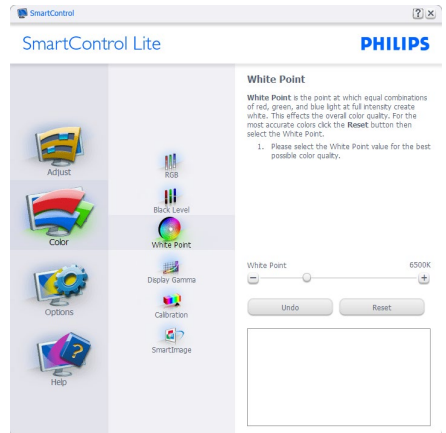 SmartControl
SmartControl Lite
PHILIPS
Adjust
Color
Options
Help
RGB
Black Level
White Point
Display Gamma
Calibration
SmartImage
White Point
White Point is the point at which equal combinations
of red, green, and blue light at full intensity create
white. This effects the overall color quality. For the
most accurate colors click the Reset button then
select the White Point.
1. Please select the White Point value for the best
possible color quality.
White Point 6500K
Undo Reset